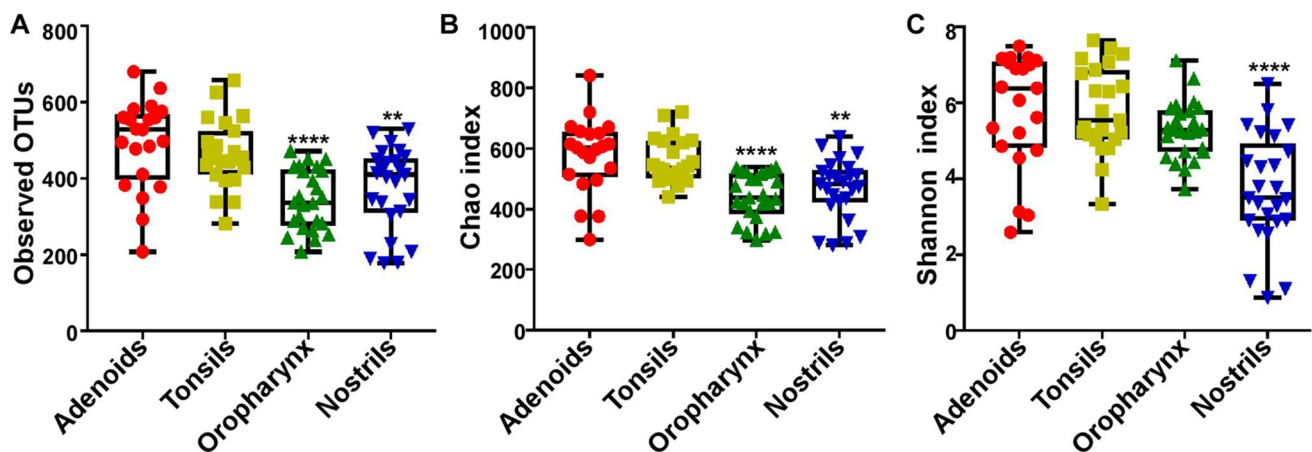 A
Observed OTUs
800
600
400
200
0
****
**
Adenoids
Tonsils
Oropharynx
Nostrils
B
Chao index
1000
800
600
400
200
0
****
**
Adenoids
Tonsils
Oropharynx
Nostrils
C
Shannon index
8
6
4
2
0
****
Adenoids
Tonsils
Oropharynx
Nostrils